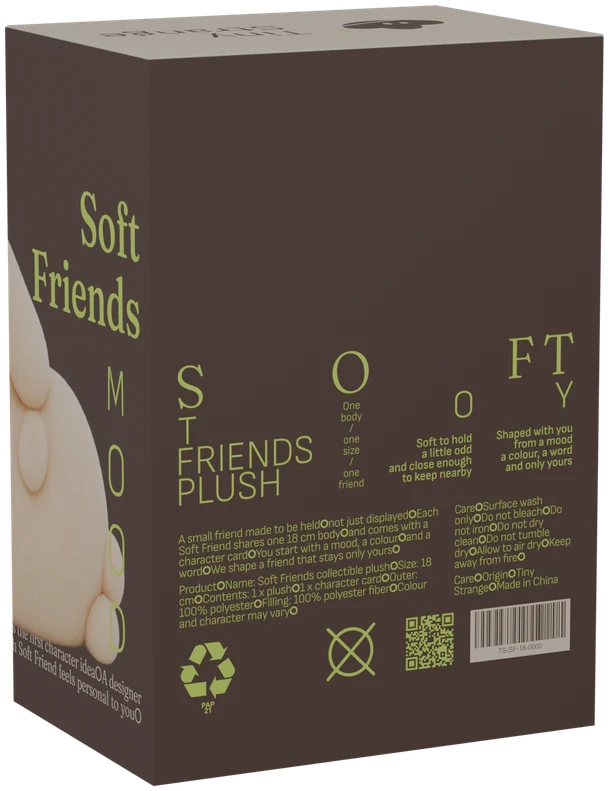 Tiny
Strange
Soft
Friends
M
O
O
D
the first character ideaOA designer
Soft Friend feels personal to youO
S
T
FRIENDS
PLUSH
O
One
body
/
one
size
/
one
friend
O
Soft to hold
a little odd
and close enough
to keep nearby
FT
Y
Shaped with you
from a mood
a colour, a word
and only yours
A small friend made to be heldOnot just displayedOEach
Soft Friend shares one 18 cm bodyOand comes with a
character cardOYou start with a mood, a colourOand a
wordOWe shape a friend that stays only yoursO
ProductOName: Soft Friends collectible plushOSize: 18
cmOContents: 1 x plushO1 x character cardOOuter:
100% polyesterOFilling: 100% polyester fiberOColour
and character may varyO
CareOSurface wash
onlyODo not bleachODo
not ironODo not dry
cleanODo not tumble
dryOAllow to air dryOKeep
away from fireO
CareOOriginOTiny
StrangeOMade in China
PAP
21
TS-SF-18-0000